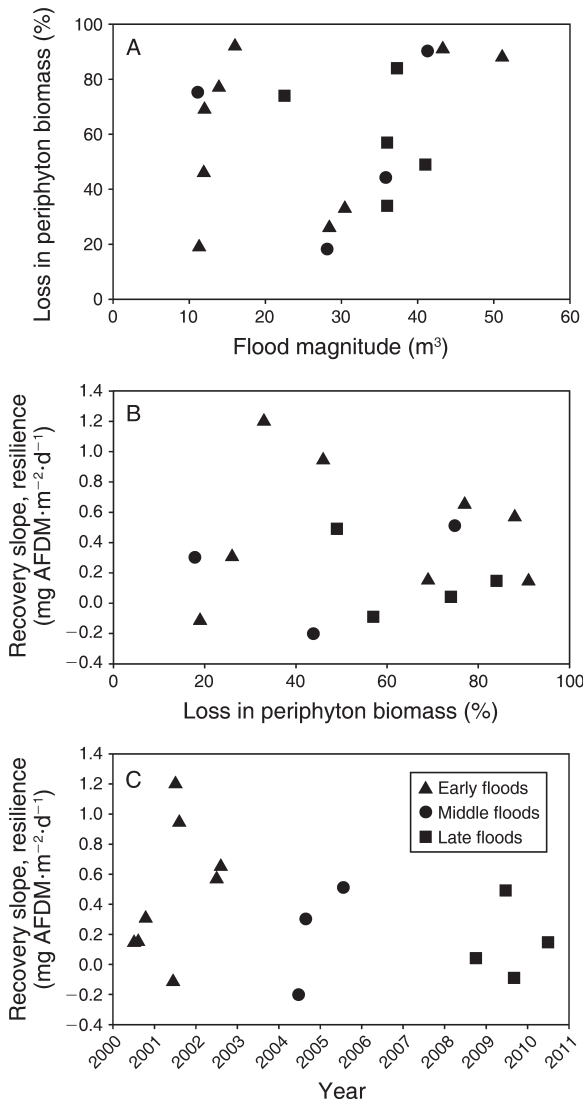 100
80
60
40
20
0
A
Loss in periphyton biomass (%)
0 10 20 30 40 50 60
Flood magnitude (m³)
1.4
1.2
1.0
0.8
0.6
0.4
0.2
0.0
−0.2
−0.4
B
Recovery slope, resilience
(mg AFDM·m⁻²·d⁻¹)
0 20 40 60 80 100
Loss in periphyton biomass (%)
1.4
1.2
1.0
0.8
0.6
0.4
0.2
0.0
−0.2
−0.4
C
Recovery slope, resilience
(mg AFDM·m⁻²·d⁻¹)
Early floods
Middle floods
Late floods
2000 2001 2002 2003 2004 2005 2006 2007 2008 2009 2010 2011
Year